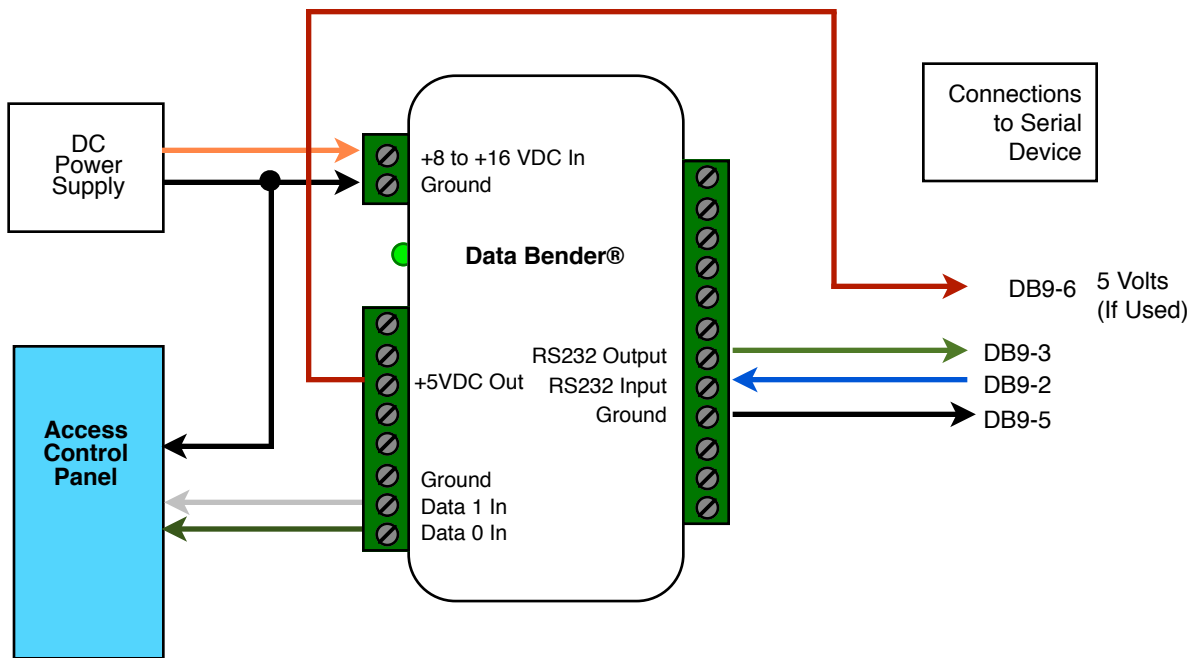 Connections
to Serial
Device
DC
Power
Supply
+8 to +16 VDC In
Ground
Data Bender®
DB9-6
5 Volts
(If Used)
RS232 Output
DB9-3
+5VDC Out
RS232 Input
DB9-2
Ground
DB9-5
Access
Control
Panel
Ground
Data 1 In
Data 0 In